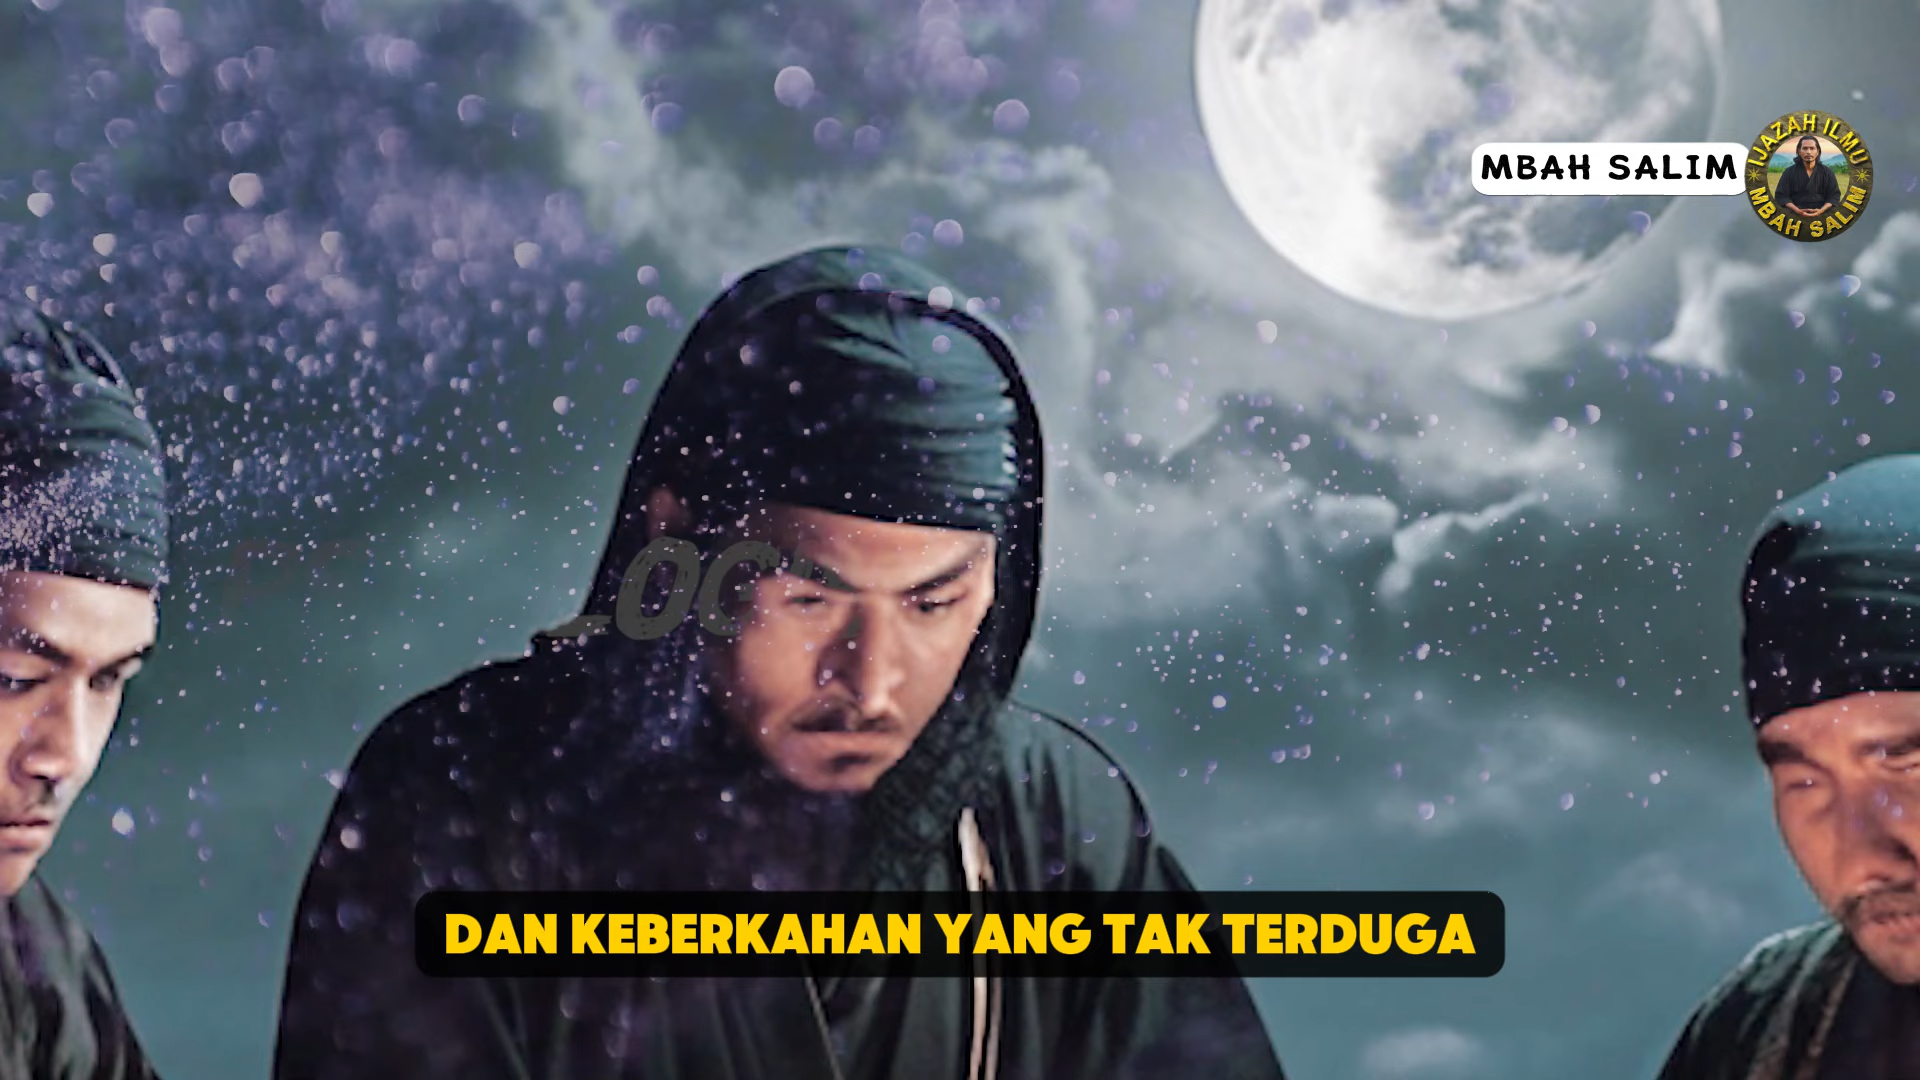 MBAH SALIM
IJAZAH ILMU
MBAH SALIM
DAN KEBERKAHAN YANG TAK TERDUGA